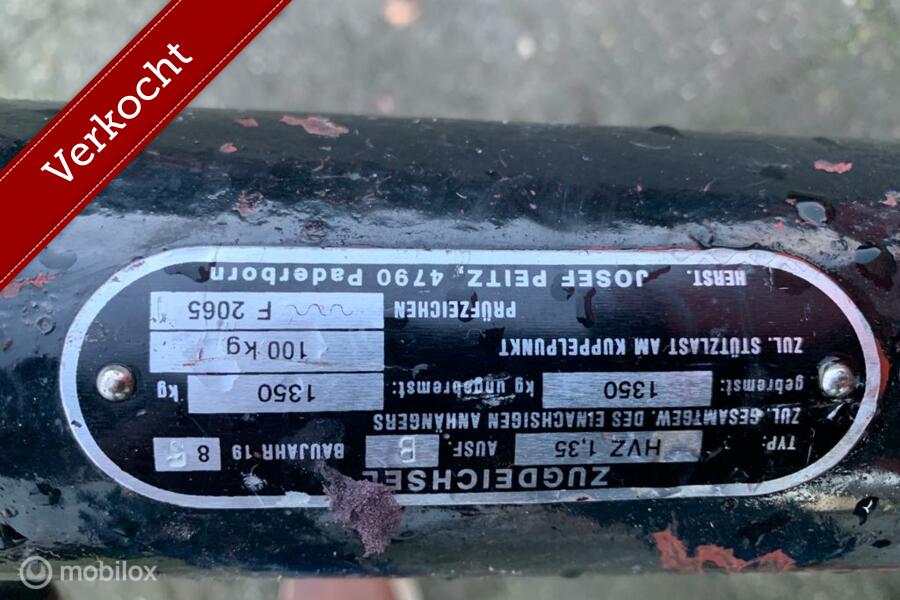 Verkocht
ZUGDEICHSEL
TYP: HVZ 1,35 AUSF. B BAUJAHR 19 8
ZUL. GESAMTGEW. DES EINACHSIGEN ANHÄNGERS
gebremst: 1350 kg ungebremst: 1350 kg
ZUL. STÜTZLAST AM KUPPELPUNKT 100 kg
PRÜFZEICHEN F 2065
HERST. JOSEF PEITZ, 4790 Paderborn
mobilox